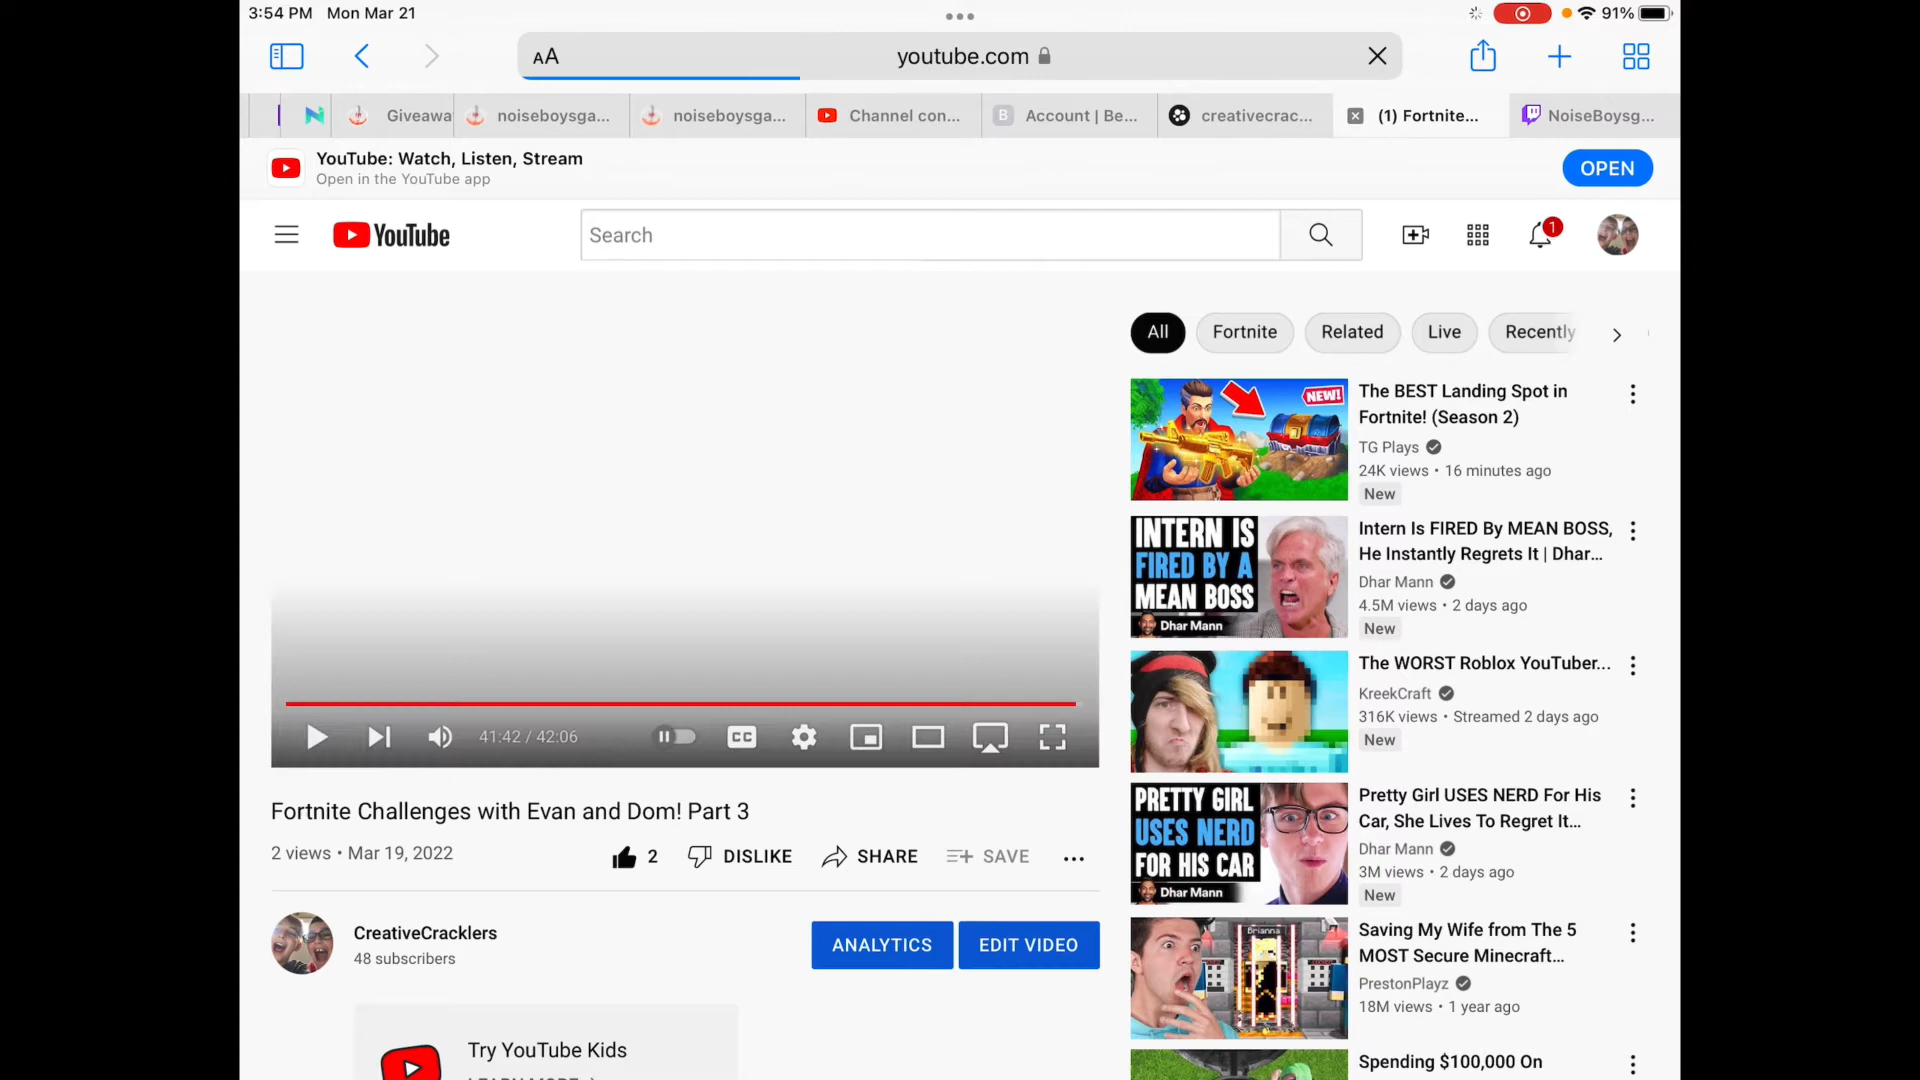 3:54 PM Mon Mar 21
91%
AA
youtube.com
Giveawa
noiseboysga...
noiseboysga...
Channel con...
B
Account | Be...
creativecrac...
(1) Fortnite...
NoiseBoysg...
YouTube: Watch, Listen, Stream
Open in the YouTube app
OPEN
YouTube
Search
1
All
Fortnite
Related
Live
Recently
NEW!
The BEST Landing Spot in
Fortnite! (Season 2)
TG Plays
24K views • 16 minutes ago
New
INTERN IS
FIRED BY A
MEAN BOSS
Dhar Mann
Intern Is FIRED By MEAN BOSS,
He Instantly Regrets It | Dhar...
Dhar Mann
4.5M views • 2 days ago
New
The WORST Roblox YouTuber...
KreekCraft
316K views • Streamed 2 days ago
New
41:42 / 42:06
CC
Fortnite Challenges with Evan and Dom! Part 3
2 views • Mar 19, 2022
2
DISLIKE
SHARE
SAVE
PRETTY GIRL
USES NERD
FOR HIS CAR
Dhar Mann
Pretty Girl USES NERD For His
Car, She Lives To Regret It...
Dhar Mann
3M views • 2 days ago
New
CreativeCracklers
48 subscribers
ANALYTICS
EDIT VIDEO
Brianna
Saving My Wife from The 5
MOST Secure Minecraft...
PrestonPlayz
18M views • 1 year ago
Try YouTube Kids
LEARN MORE
Spending $100,000 On